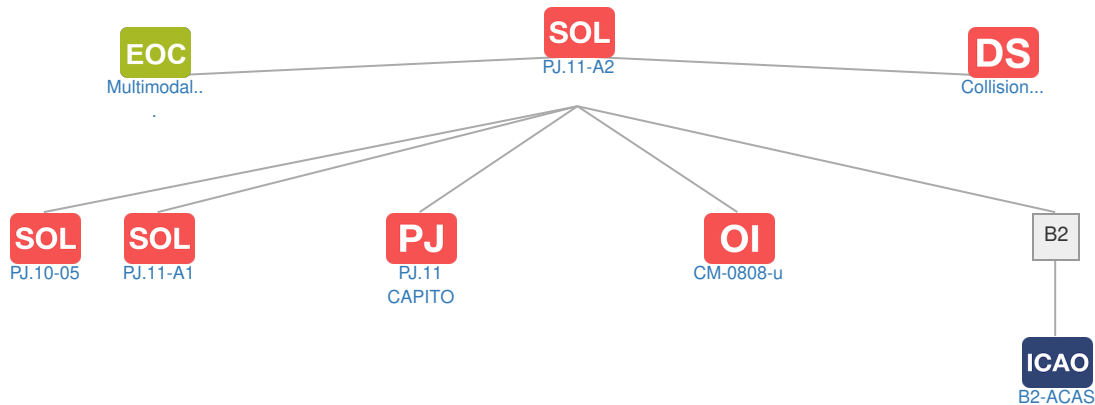 EOC
Multimodal..
.
SOL
PJ.11-A2
DS
Collision...
SOL
PJ.10-05
SOL
PJ.11-A1
PJ
PJ.11
CAPITO
OI
CM-0808-u
B2
ICAO
B2-ACAS